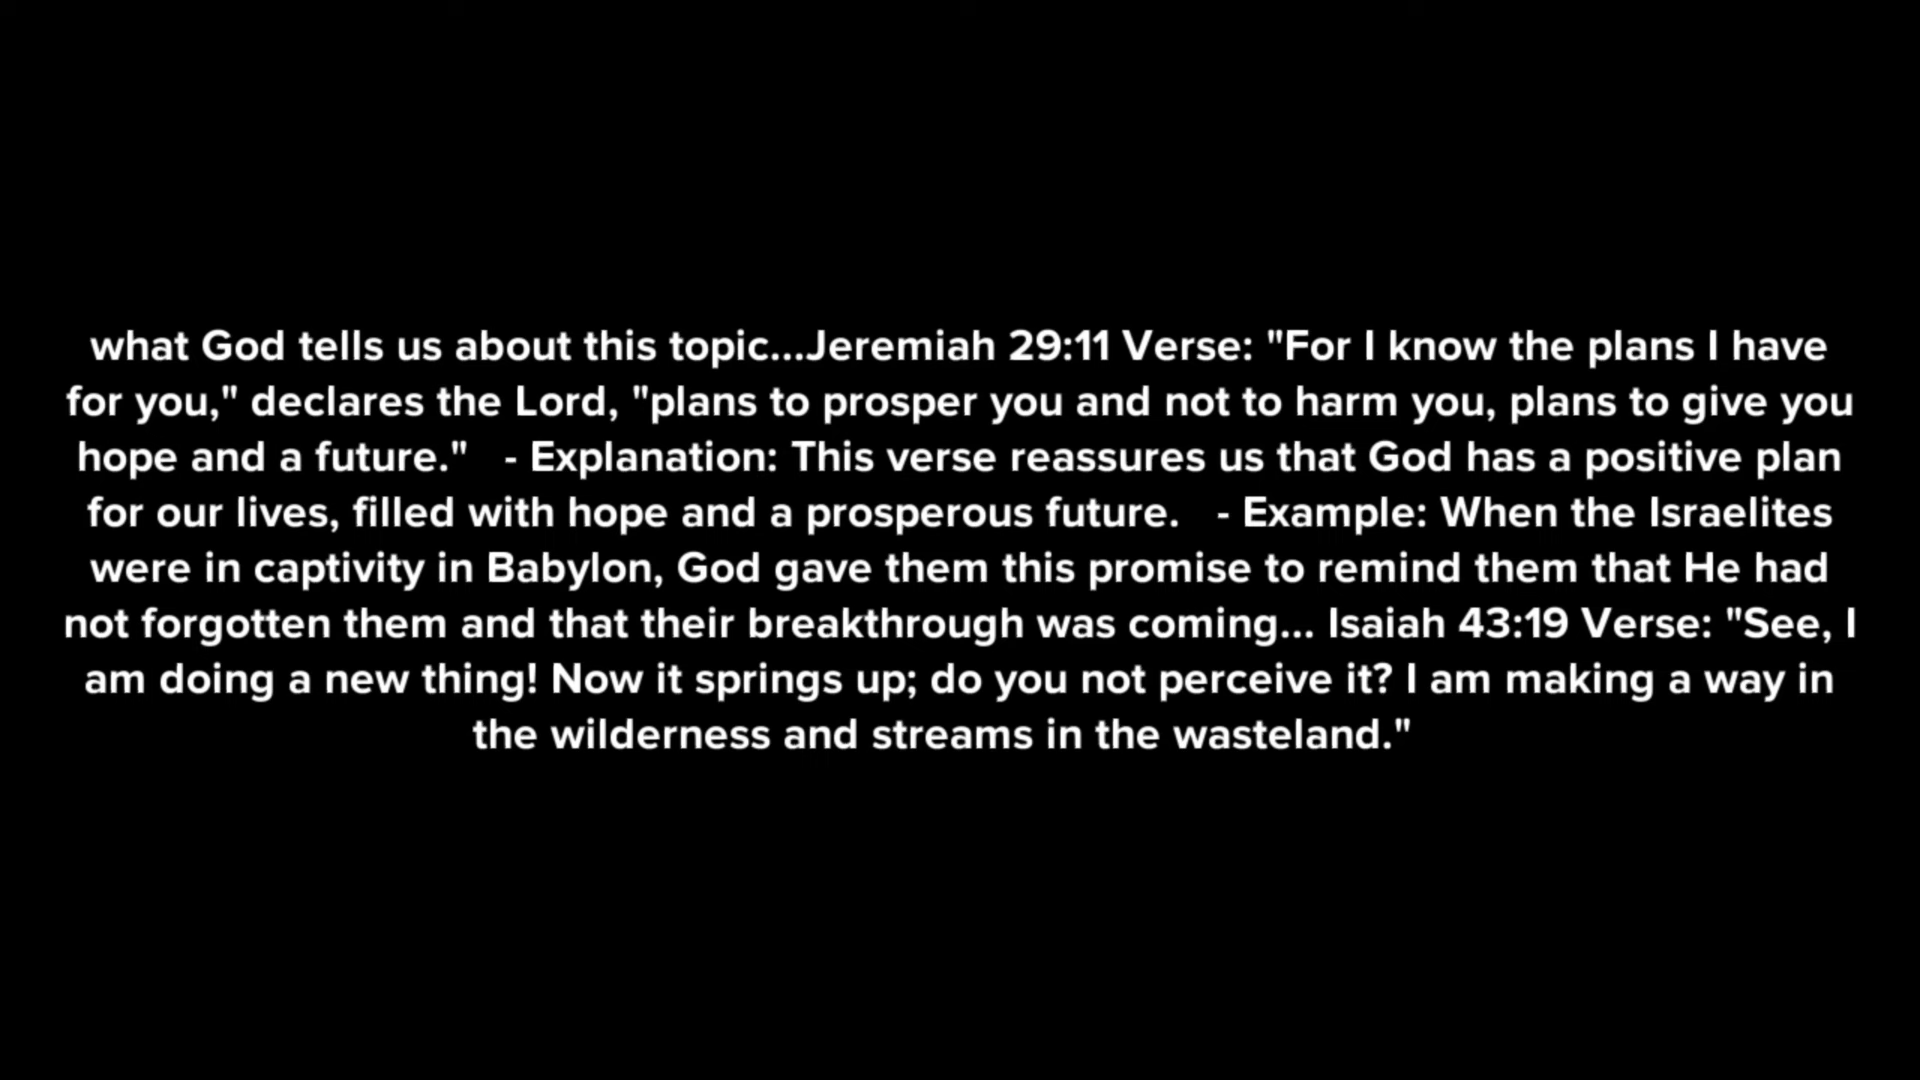 what God tells us about this topic...Jeremiah 29:11 Verse: "For I know the plans I have
for you," declares the Lord, "plans to prosper you and not to harm you, plans to give you
hope and a future."   - Explanation: This verse reassures us that God has a positive plan
for our lives, filled with hope and a prosperous future.   - Example: When the Israelites
were in captivity in Babylon, God gave them this promise to remind them that He had
not forgotten them and that their breakthrough was coming... Isaiah 43:19 Verse: "See, I
am doing a new thing! Now it springs up; do you not perceive it? I am making a way in
the wilderness and streams in the wasteland."